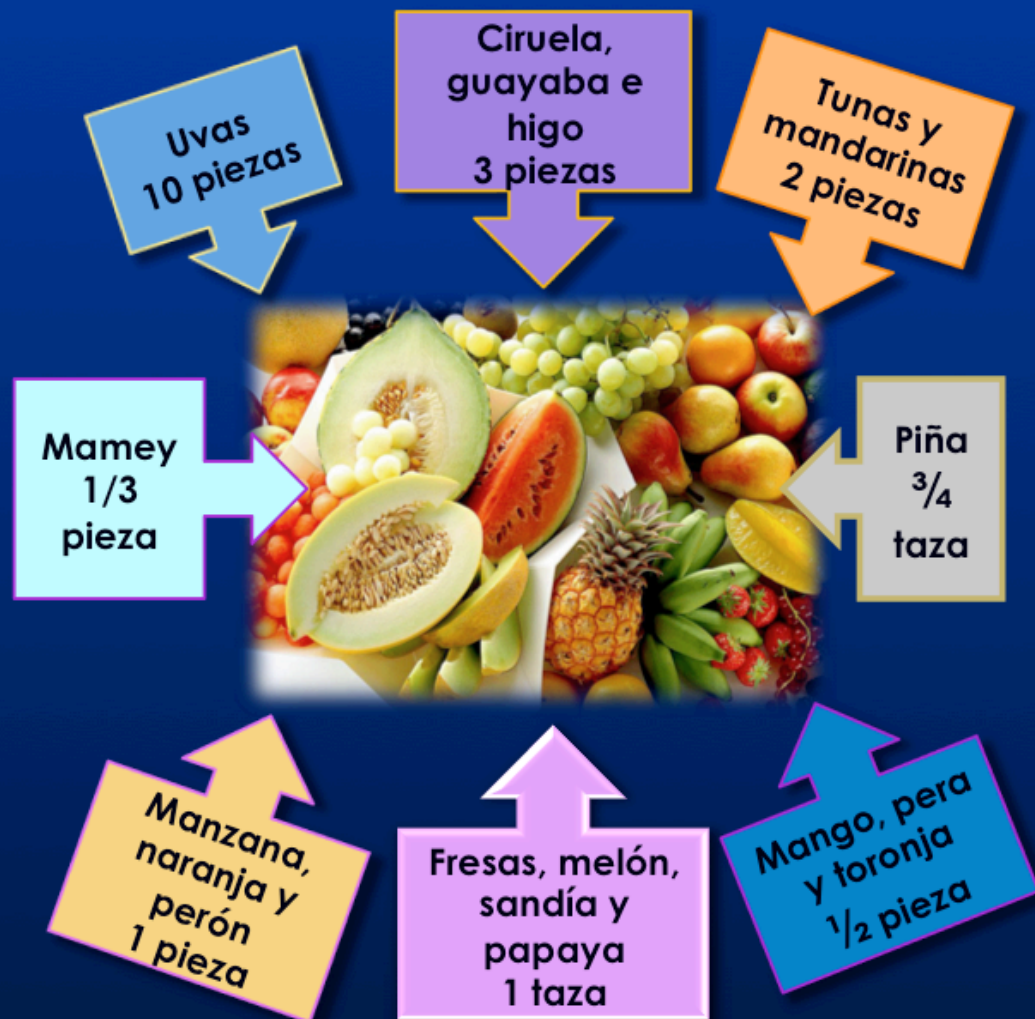 Uvas
10 piezas
Ciruela,
guayaba e
higo
3 piezas
Tunas y
mandarinas
2 piezas
Mamey
1/3
pieza
Piña
¾
taza
Manzana,
naranja y
perón
1 pieza
Fresas, melón,
sandía y
papaya
1 taza
Mango, pera
y toronja
½ pieza